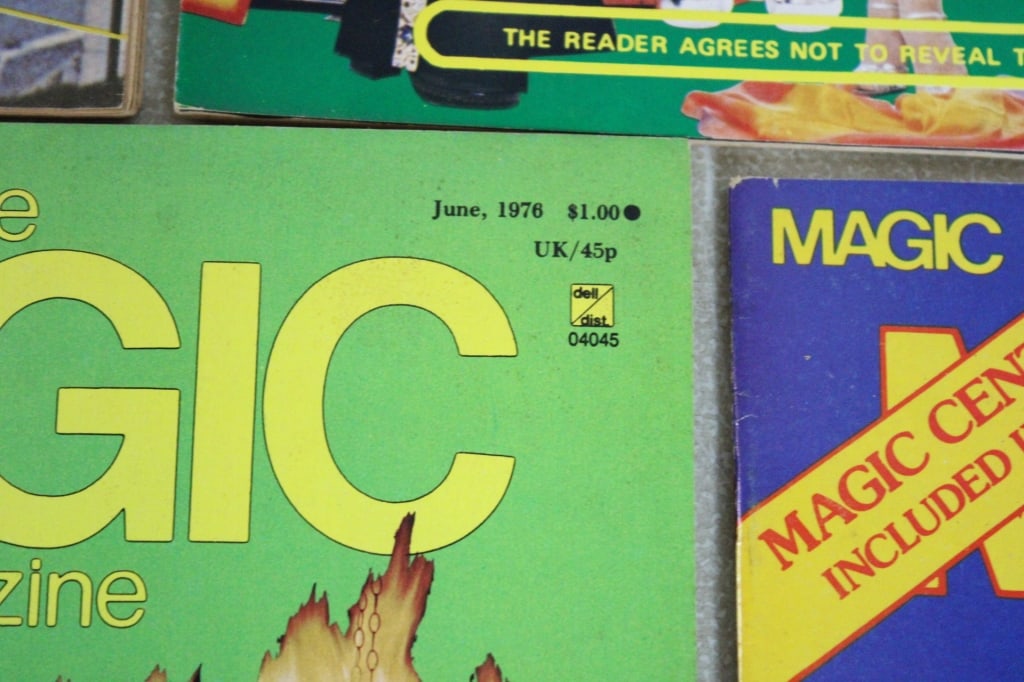 THE READER AGREES NOT TO REVEAL
June, 1976 $1.00
UK/45p
dell
dist.
04045
e
GIC
zine
MAGIC
MAGIC CENT
INCLUDED